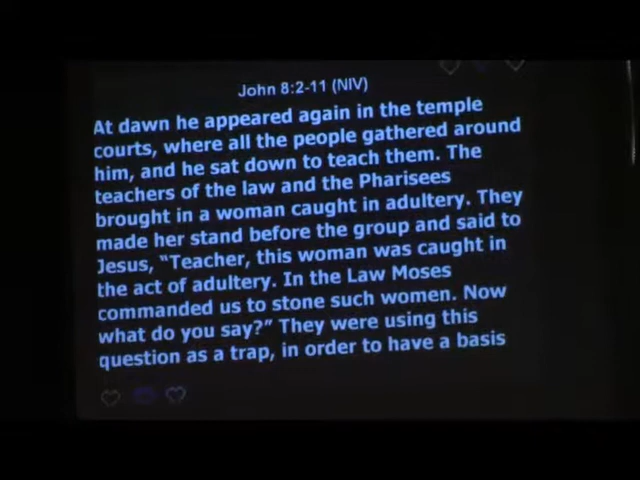 John 8:2-11 (NIV)
At dawn he appeared again in the temple
courts, where all the people gathered around
him, and he sat down to teach them. The
teachers of the law and the Pharisees
brought in a woman caught in adultery. They
made her stand before the group and said to
Jesus, “Teacher, this woman was caught in
the act of adultery. In the Law Moses
commanded us to stone such women. Now
what do you say?” They were using this
question as a trap, in order to have a basis